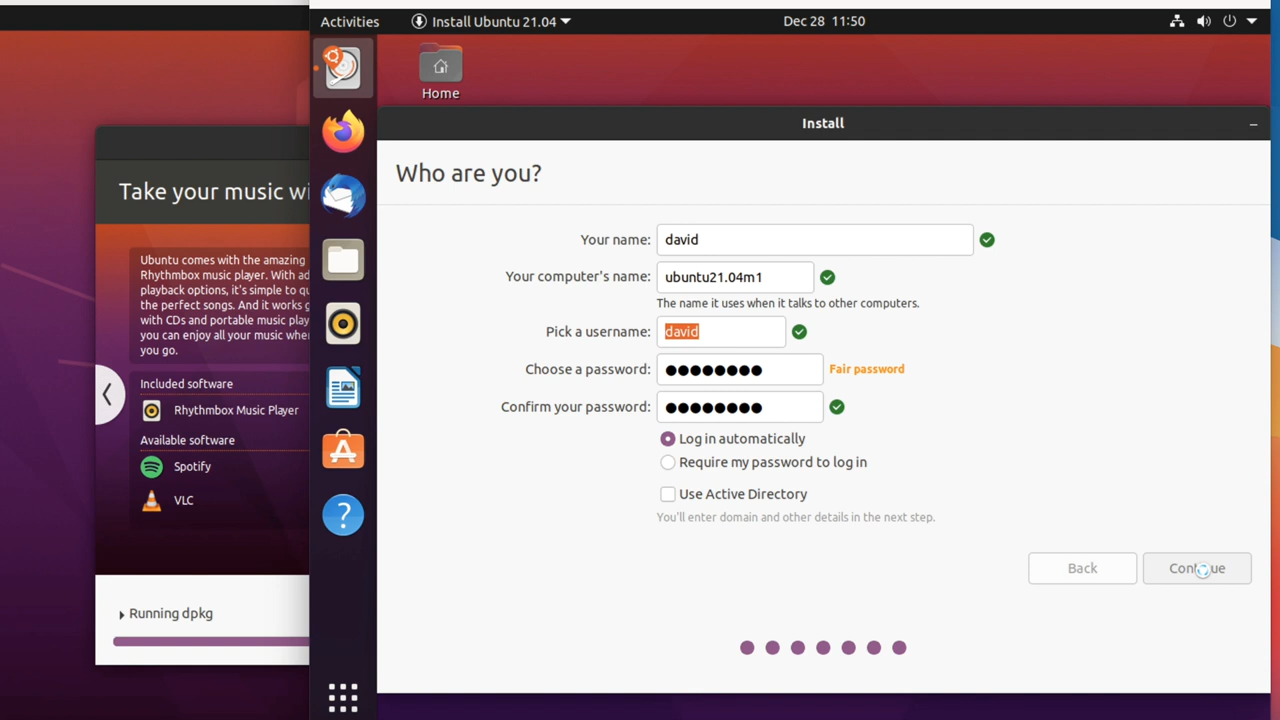 Activities
Install Ubuntu 21.04
Dec 28 11:50
Home
Install
Who are you?
Your name:
david
Your computer's name:
ubuntu21.04m1
The name it uses when it talks to other computers.
Pick a username:
david
Choose a password:
●●●●●●●●
Fair password
Confirm your password:
●●●●●●●●
Log in automatically
Require my password to log in
Use Active Directory
You'll enter domain and other details in the next step.
Back
Continue
Take your music wi
Ubuntu comes with the amazing
Rhythmbox music player. With ad
playback options, it's simple to qu
the perfect songs. And it works g
with CDs and portable music play
you can enjoy all your music whe
you go.
Included software
Rhythmbox Music Player
Available software
Spotify
VLC
Running dpkg